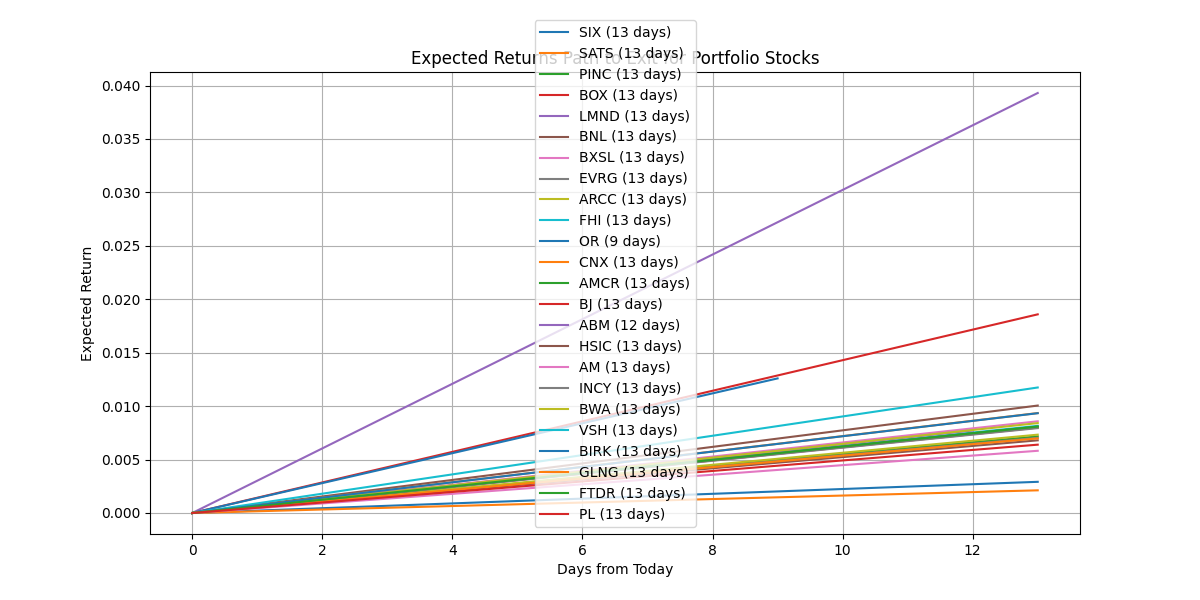 Expected Returns Path to Exit for Portfolio Stocks
SIX (13 days)
SATS (13 days)
PINC (13 days)
BOX (13 days)
LMND (13 days)
BNL (13 days)
BXSL (13 days)
EVRG (13 days)
ARCC (13 days)
FHI (13 days)
OR (9 days)
CNX (13 days)
AMCR (13 days)
BJ (13 days)
ABM (12 days)
HSIC (13 days)
AM (13 days)
INCY (13 days)
BWA (13 days)
VSH (13 days)
BIRK (13 days)
GLNG (13 days)
FTDR (13 days)
PL (13 days)
Expected Return
0.040
0.035
0.030
0.025
0.020
0.015
0.010
0.005
0.000
0 2 4 6 8 10 12
Days from Today